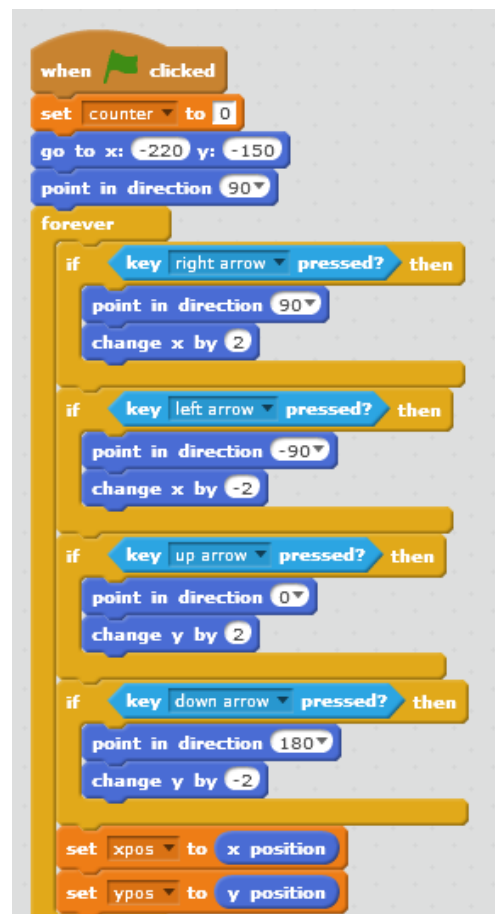 when clicked
set counter to 0
go to x: -220 y: -150
point in direction 90
forever
if key right arrow pressed? then
point in direction 90
change x by 2
if key left arrow pressed? then
point in direction -90
change x by -2
if key up arrow pressed? then
point in direction 0
change y by 2
if key down arrow pressed? then
point in direction 180
change y by -2
set xpos to x position
set ypos to y position